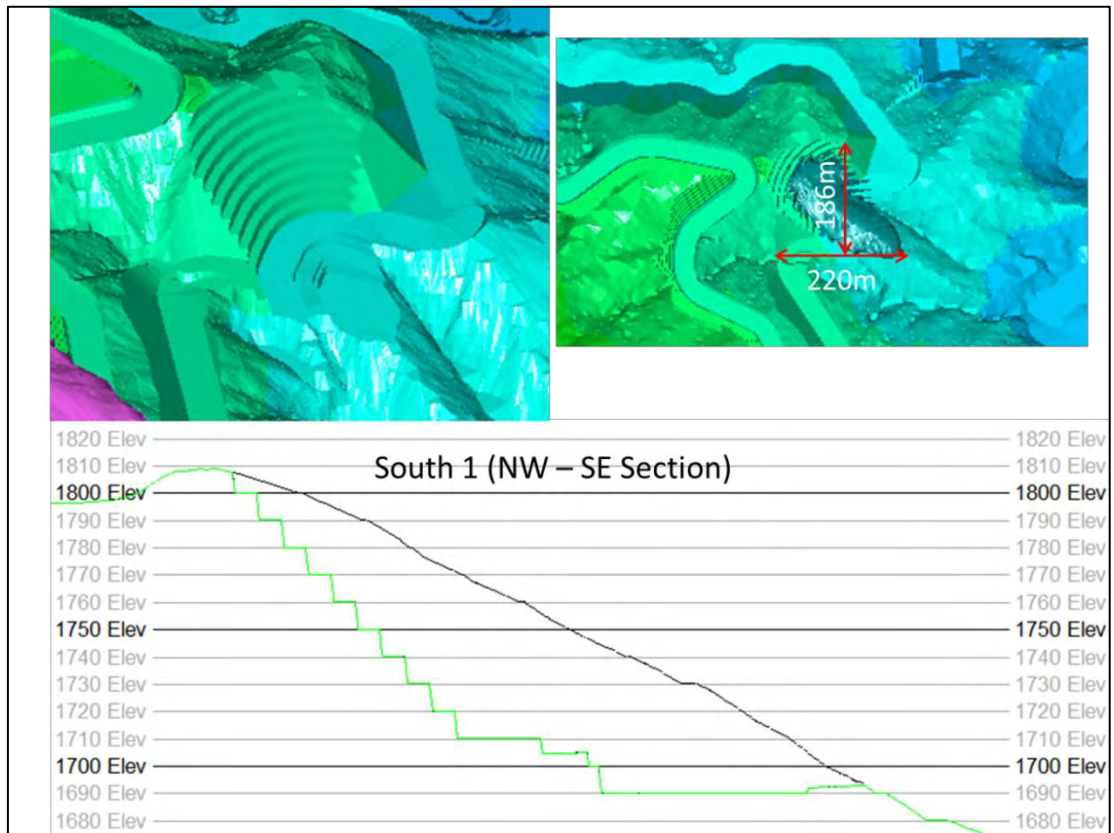 186m
220m
South 1 (NW – SE Section)
1820 Elev 1820 Elev
1810 Elev 1810 Elev
1800 Elev 1800 Elev
1790 Elev 1790 Elev
1780 Elev 1780 Elev
1770 Elev 1770 Elev
1760 Elev 1760 Elev
1750 Elev 1750 Elev
1740 Elev 1740 Elev
1730 Elev 1730 Elev
1720 Elev 1720 Elev
1710 Elev 1710 Elev
1700 Elev 1700 Elev
1690 Elev 1690 Elev
1680 Elev 1680 Elev